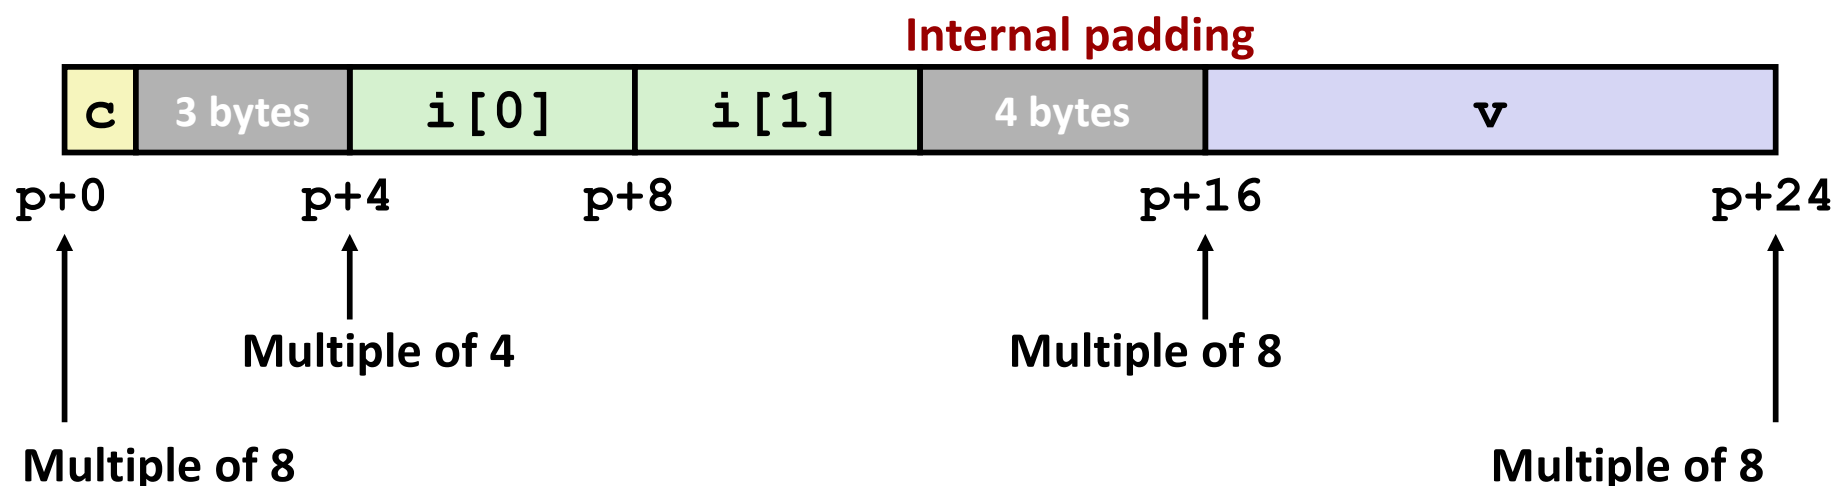 Internal padding
c 3 bytes i[0] i[1] 4 bytes v
p+0 p+4 p+8 p+16 p+24
Multiple of 4 Multiple of 8
Multiple of 8 Multiple of 8